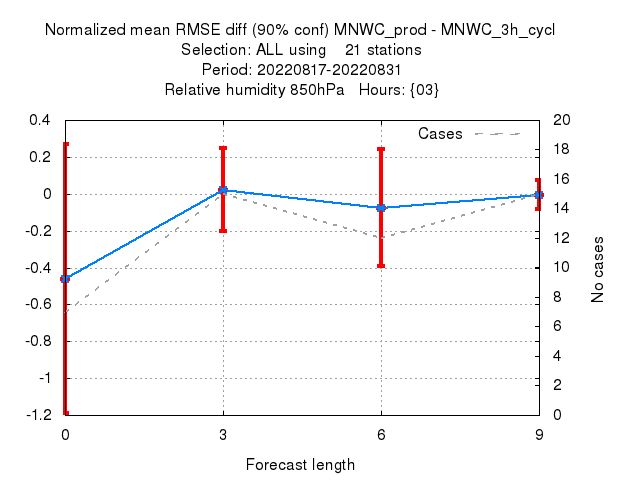 Normalized mean RMSE diff (90% conf) MNWC_prod - MNWC_3h_cycl
Selection: ALL using 21 stations
Period: 20220817-20220831
Relative humidity 850hPa Hours: {03}
Cases
0.4
0.2
0
-0.2
-0.4
-0.6
-0.8
-1
-1.2
20
18
16
14
12
10
8
6
4
2
0
No cases
0 3 6 9
Forecast length